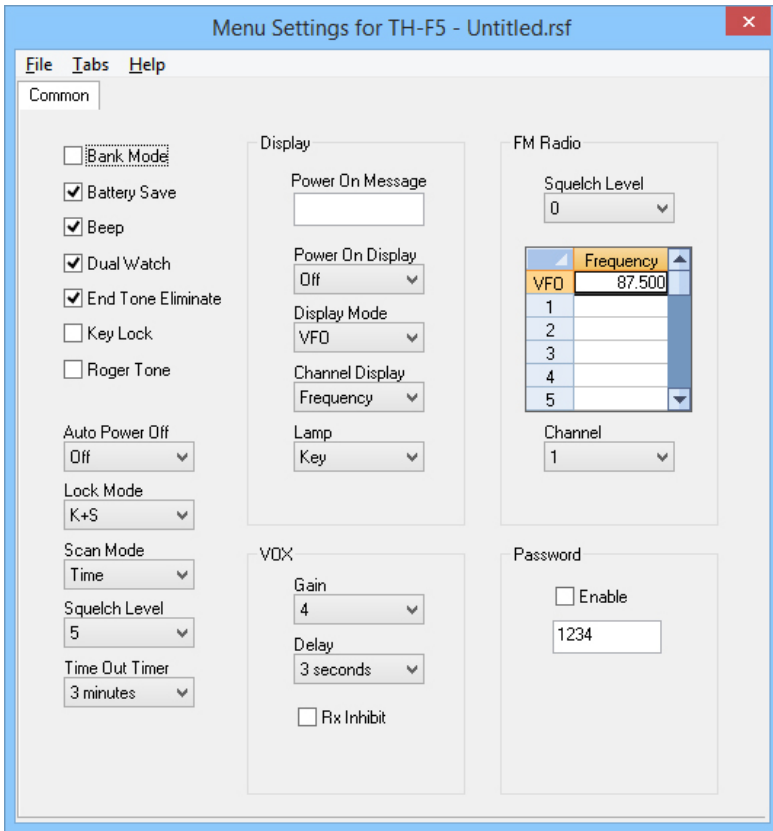 Menu Settings for TH-F5 - Untitled.rsf
File Tabs Help
Common
Bank Mode
Battery Save
Beep
Dual Watch
End Tone Eliminate
Key Lock
Roger Tone
Auto Power Off
Off
Lock Mode
K+S
Scan Mode
Time
Squelch Level
5
Time Out Timer
3 minutes
Display
Power On Message
Power On Display
Off
Display Mode
VFO
Channel Display
Frequency
Lamp
Key
VOX
Gain
4
Delay
3 seconds
Rx Inhibit
FM Radio
Squelch Level
0
Frequency
VFO 87.500
1
2
3
4
5
Channel
1
Password
Enable
1234